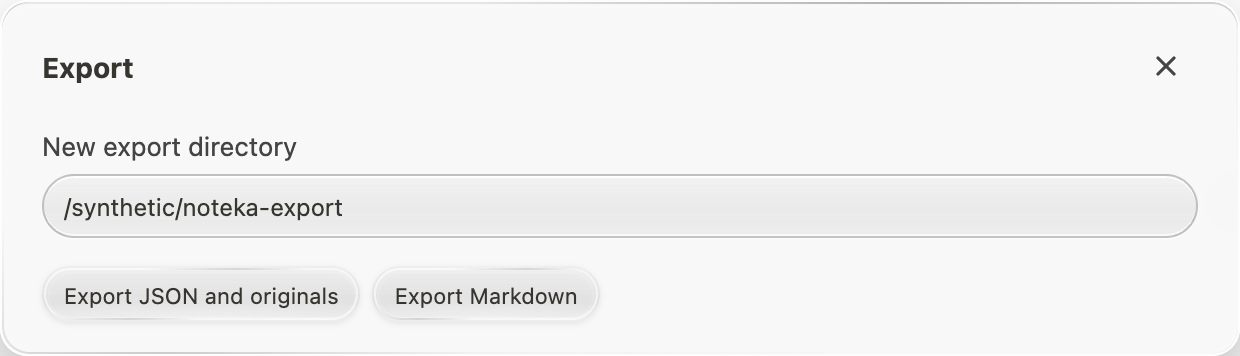 Export
New export directory
/synthetic/noteka-export
Export JSON and originals
Export Markdown